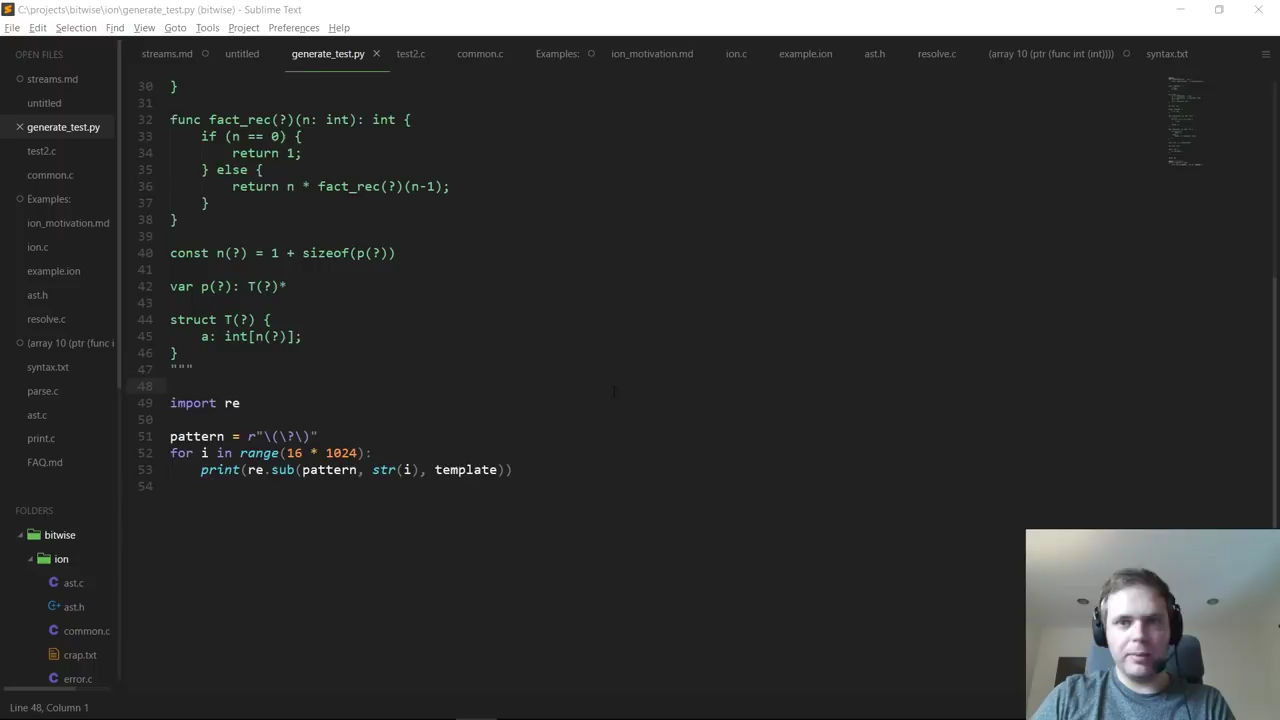 C:\projects\bitwise\ion\generate_test.py (bitwise) - Sublime Text
File Edit Selection Find View Goto Tools Project Preferences Help
OPEN FILES
streams.md
untitled
generate_test.py
test2.c
common.c
Examples:
ion_motivation.md
ion.c
example.ion
ast.h
resolve.c
(array 10 (ptr (func i
syntax.txt
parse.c
ast.c
print.c
FAQ.md
FOLDERS
bitwise
ion
ast.c
ast.h
common.c
crap.txt
error.c
streams.md untitled generate_test.py test2.c common.c Examples: ion_motivation.md ion.c example.ion ast.h resolve.c (array 10 (ptr (func int (int)))) syntax.txt
30 }
31
32 func fact_rec(?)(n: int): int {
33 if (n == 0) {
34 return 1;
35 } else {
36 return n * fact_rec(?)(n-1);
37 }
38 }
39
40 const n(?) = 1 + sizeof(p(?))
41
42 var p(?): T(?)*
43
44 struct T(?) {
45 a: int[n(?)];
46 }
47 """
48
49 import re
50
51 pattern = r"\(\?\)"
52 for i in range(16 * 1024):
53 print(re.sub(pattern, str(i), template))
54
Line 48, Column 1